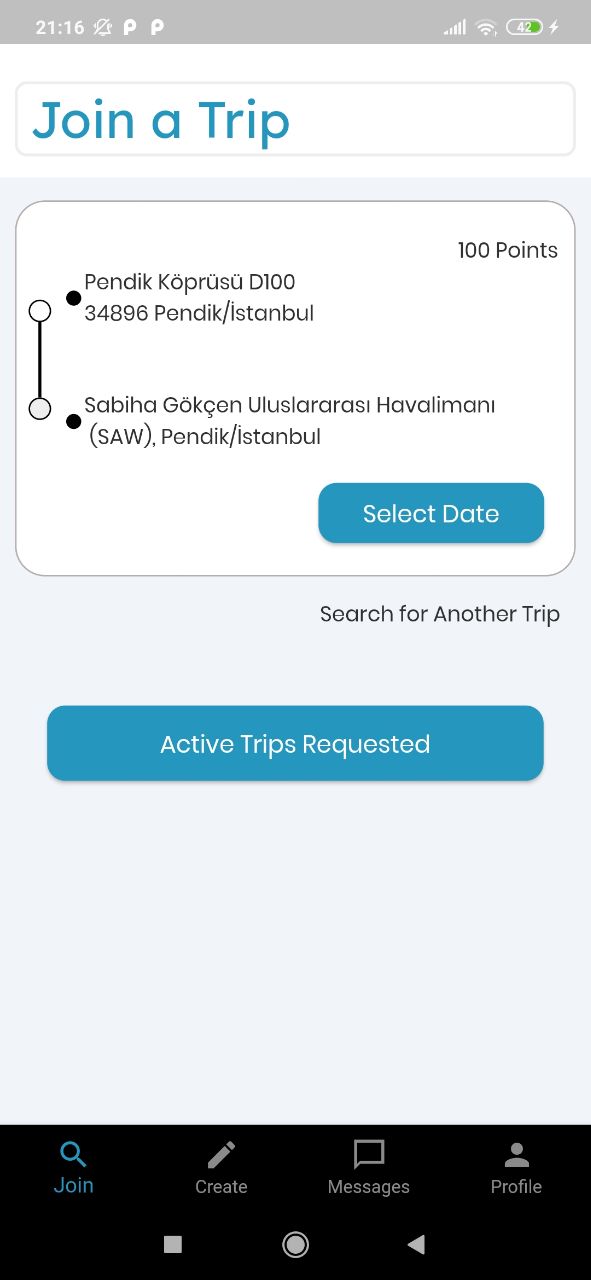 21:16
42
Join a Trip
100 Points
Pendik Köprüsü D100
34896 Pendik/İstanbul
Sabiha Gökçen Uluslararası Havalimanı
(SAW), Pendik/İstanbul
Select Date
Search for Another Trip
Active Trips Requested
Join
Create
Messages
Profile